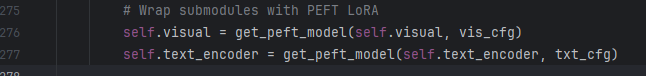 275 # Wrap submodules with PEFT LoRA
276 self.visual = get_peft_model(self.visual, vis_cfg)
277 self.text_encoder = get_peft_model(self.text_encoder, txt_cfg)
278